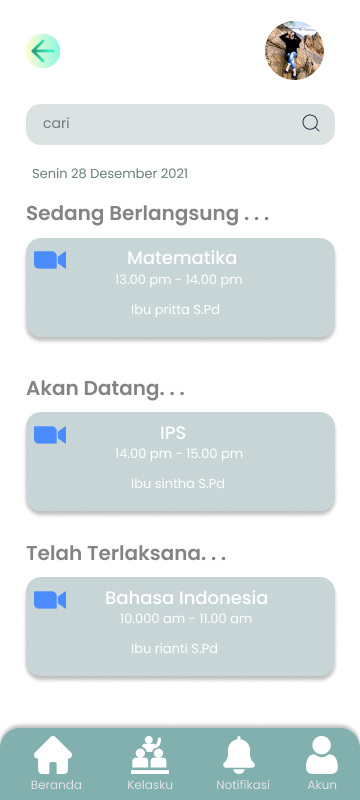 cari
Senin 28 Desember 2021
Sedang Berlangsung . . .
Matematika
13.00 pm - 14.00 pm
Ibu pritta S.Pd
Akan Datang. . .
IPS
14.00 pm - 15.00 pm
Ibu sintha S.Pd
Telah Terlaksana. . .
Bahasa Indonesia
10.000 am - 11.00 am
Ibu rianti S.Pd
Beranda Kelasku Notifikasi Akun